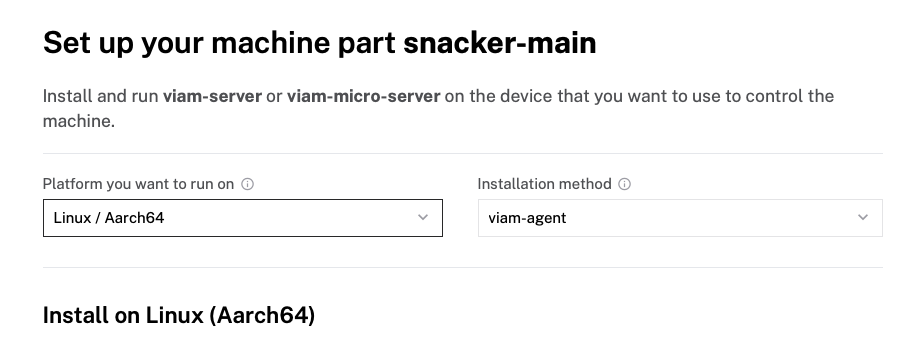 Set up your machine part snacker-main
Install and run viam-server or viam-micro-server on the device that you want to use to control the
machine.
Platform you want to run on
Installation method
Linux / Aarch64
viam-agent
Install on Linux (Aarch64)